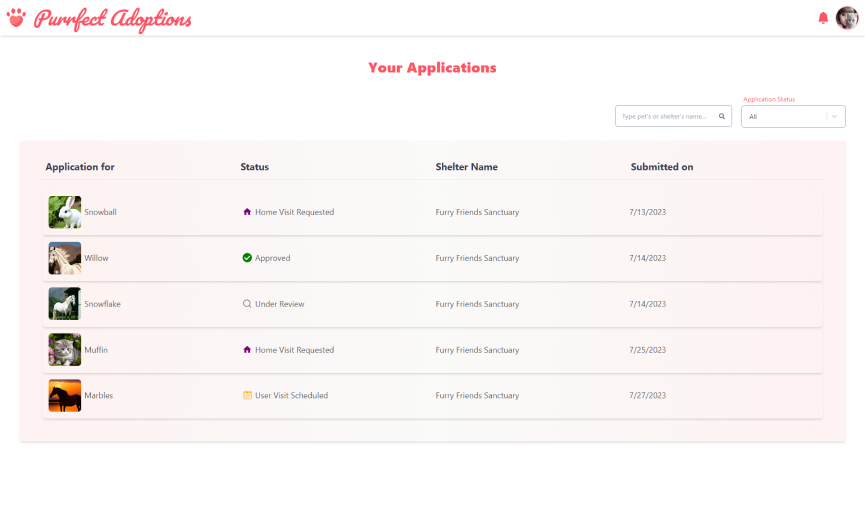 Purrfect Adoptions
Your Applications
Application Status
Type pet's or shelter's name...
All
Application for Status Shelter Name Submitted on
Snowball Home Visit Requested Furry Friends Sanctuary 7/13/2023
Willow Approved Furry Friends Sanctuary 7/14/2023
Snowflake Under Review Furry Friends Sanctuary 7/14/2023
Muffin Home Visit Requested Furry Friends Sanctuary 7/25/2023
Marbles User Visit Scheduled Furry Friends Sanctuary 7/27/2023